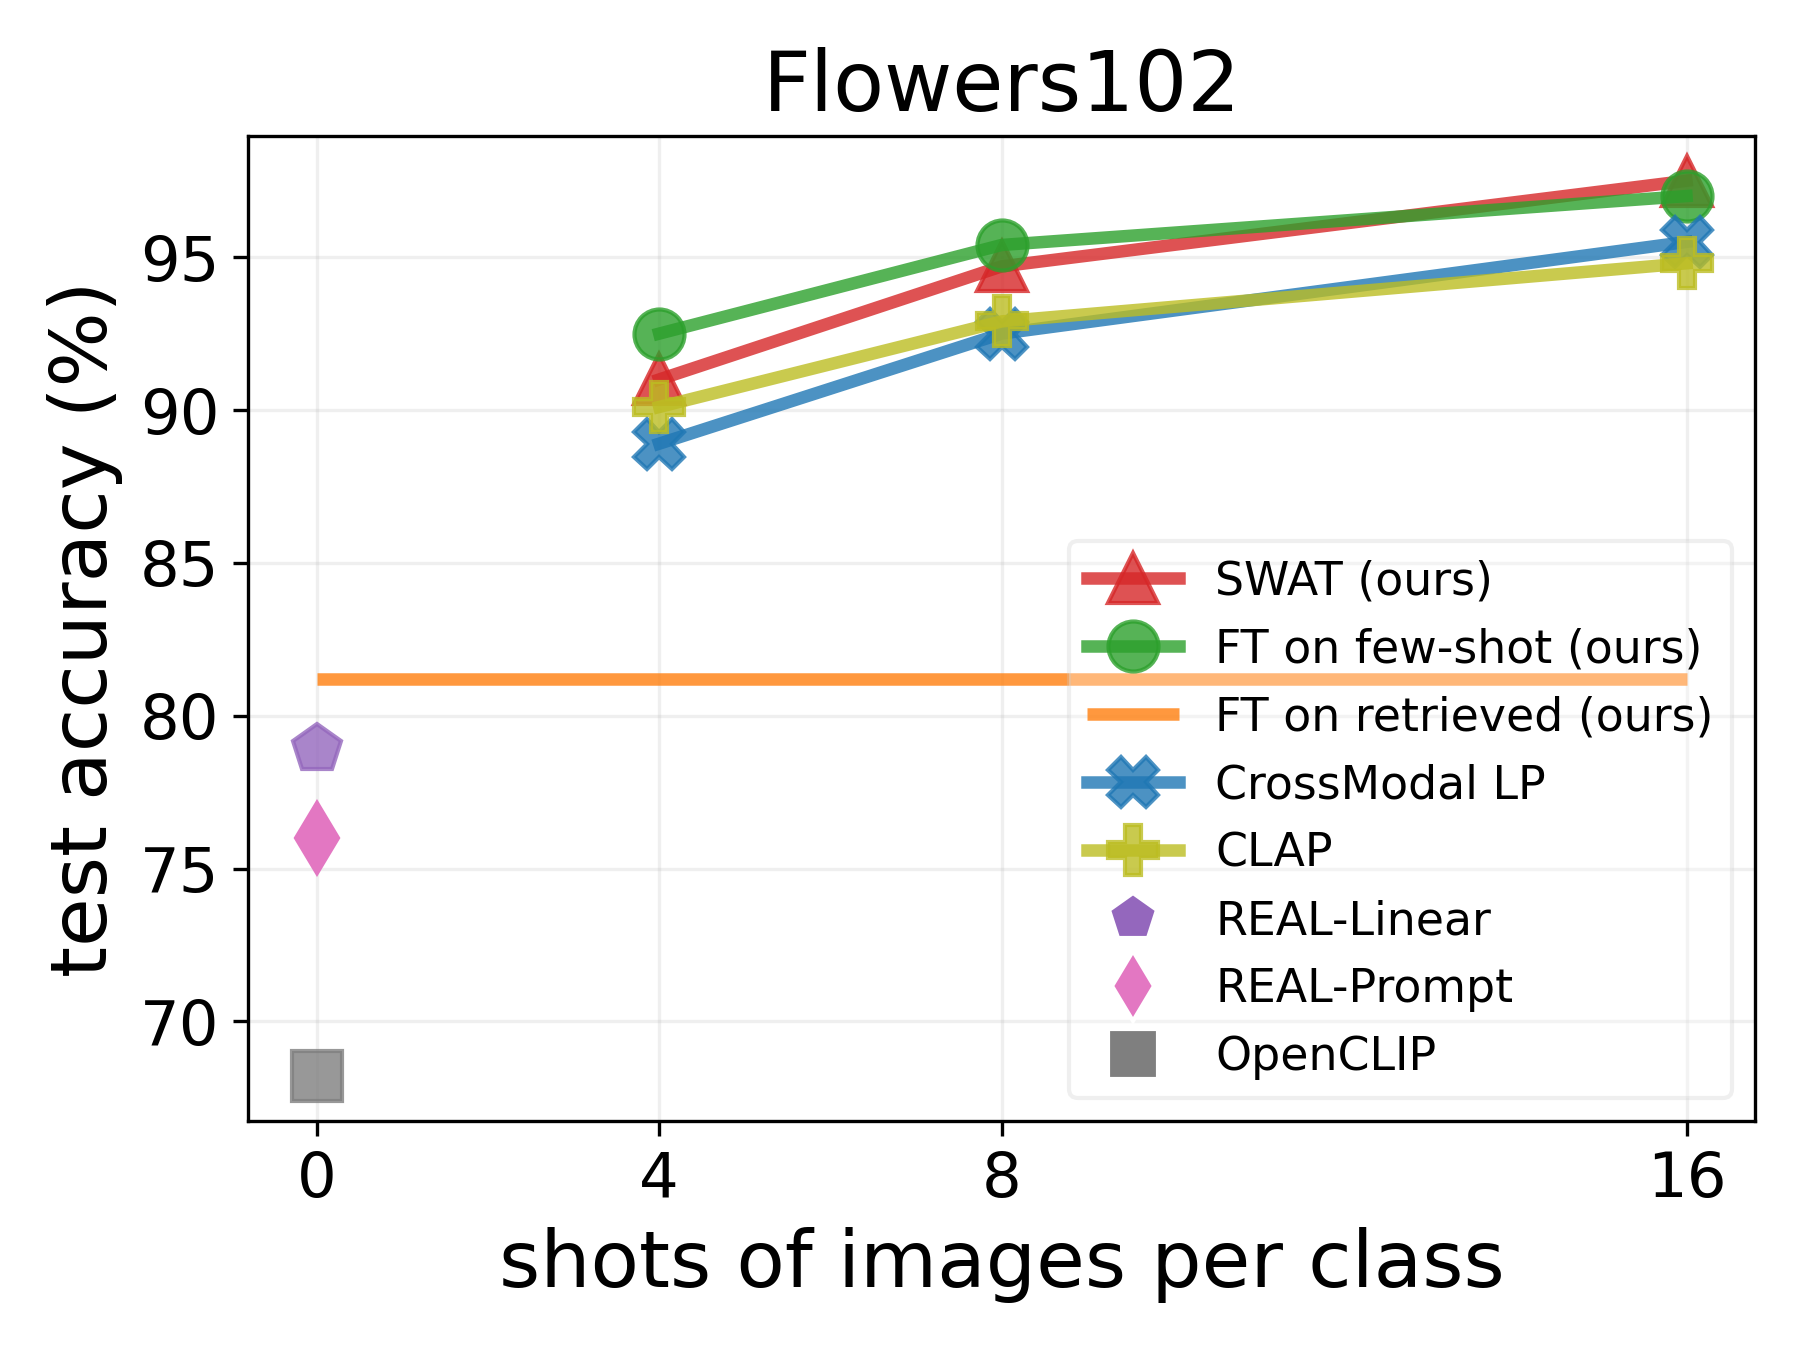 Flowers102
test accuracy (%)
95
90
85
80
75
70
SWAT (ours)
FT on few-shot (ours)
FT on retrieved (ours)
CrossModal LP
CLAP
REAL-Linear
REAL-Prompt
OpenCLIP
0 4 8 16
shots of images per class